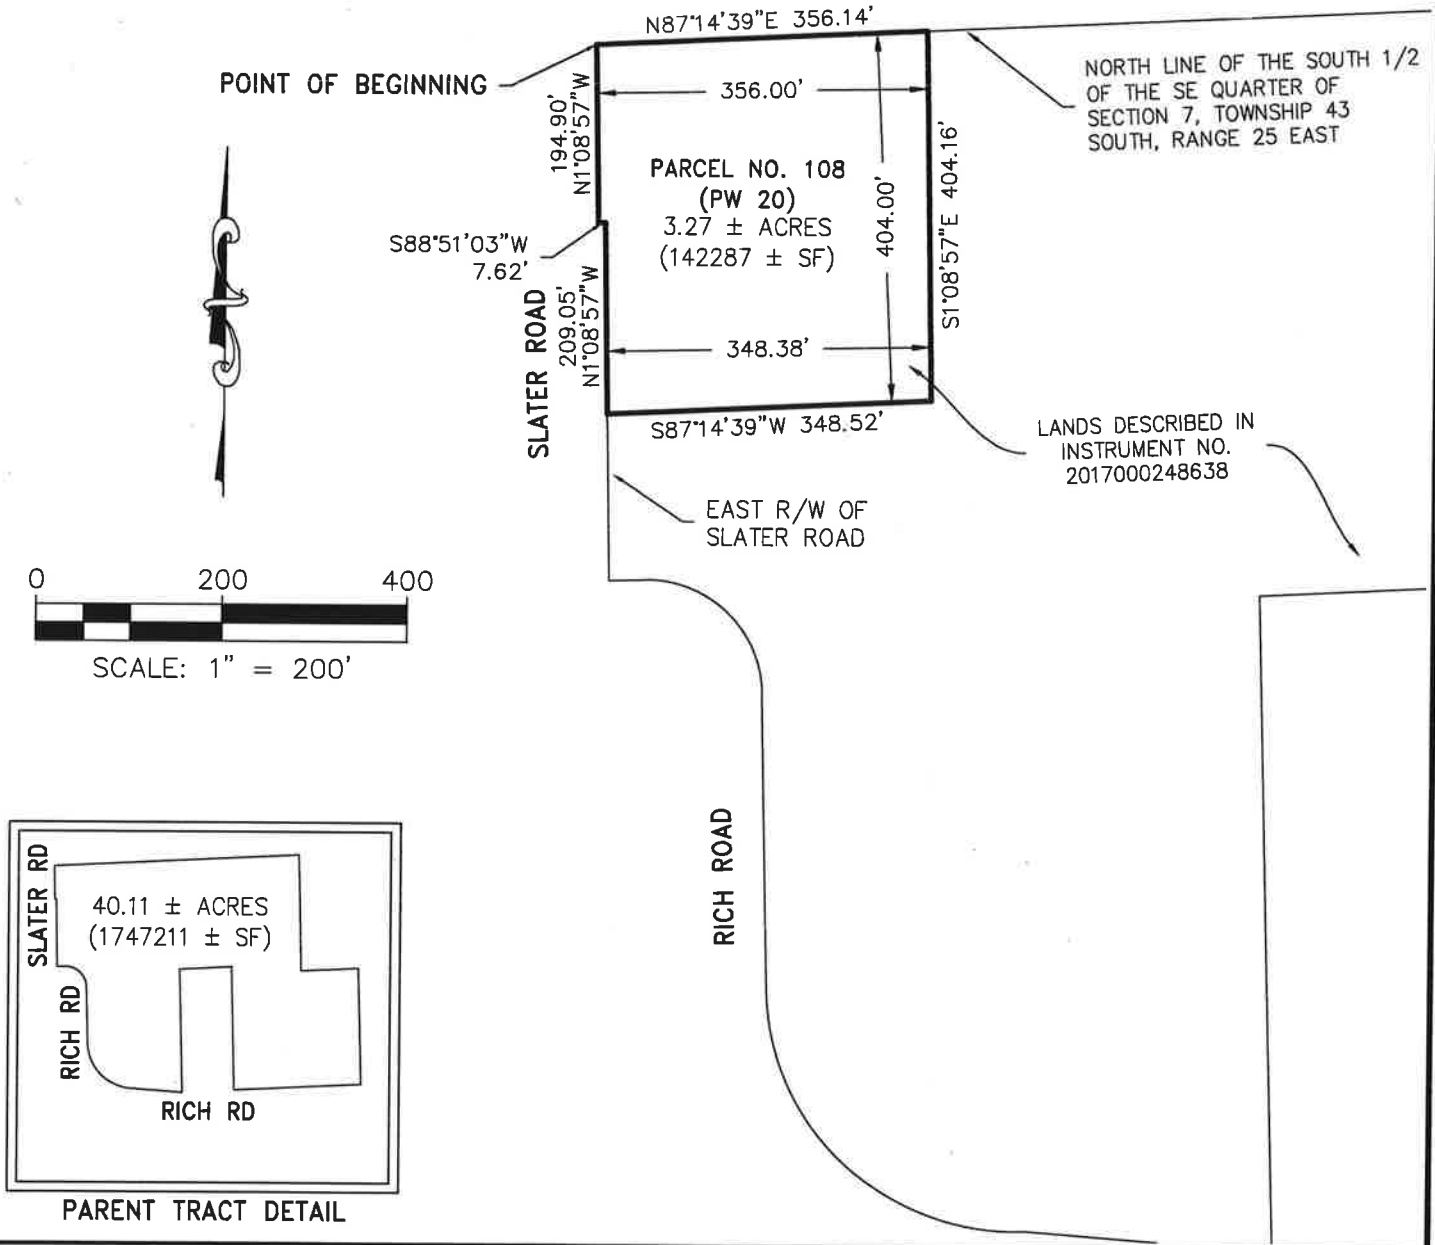 N87°14'39"E 356.14'
POINT OF BEGINNING
194.90'
N1°08'57"W
356.00'
NORTH LINE OF THE SOUTH 1/2
OF THE SE QUARTER OF
SECTION 7, TOWNSHIP 43
SOUTH, RANGE 25 EAST
PARCEL NO. 108
(PW 20)
3.27 ± ACRES
(142287 ± SF)
404.00'
S1°08'57"E 404.16'
S88°51'03"W
7.62'
SLATER ROAD
209.05'
N1°08'57"W
348.38'
S87°14'39"W 348.52'
LANDS DESCRIBED IN
INSTRUMENT NO.
2017000248638
EAST R/W OF
SLATER ROAD
0 200 400
SCALE: 1" = 200'
RICH ROAD
SLATER RD
40.11 ± ACRES
(1747211 ± SF)
RICH RD
RICH RD
PARENT TRACT DETAIL